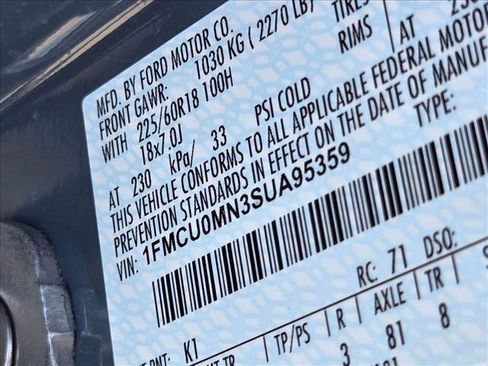 MFD. BY FORD MOTOR CO.
FRONT GAWR: 1030 KG ( 2270 LB)
WITH TIRES
225/60R18 100H RIMS
18x7.0J AT
AT 230 kPa/ 33 PSI COLD
THIS VEHICLE CONFORMS TO ALL APPLICABLE FEDERAL MOTOR
PREVENTION STANDARDS IN EFFECT ON THE DATE OF MANUF
VIN: 1FMCU0MN3SUA95359 TYPE:
RC: 71 DSO:
PNT: K1 TP/PS R AXLE TR
TR 3 81 8